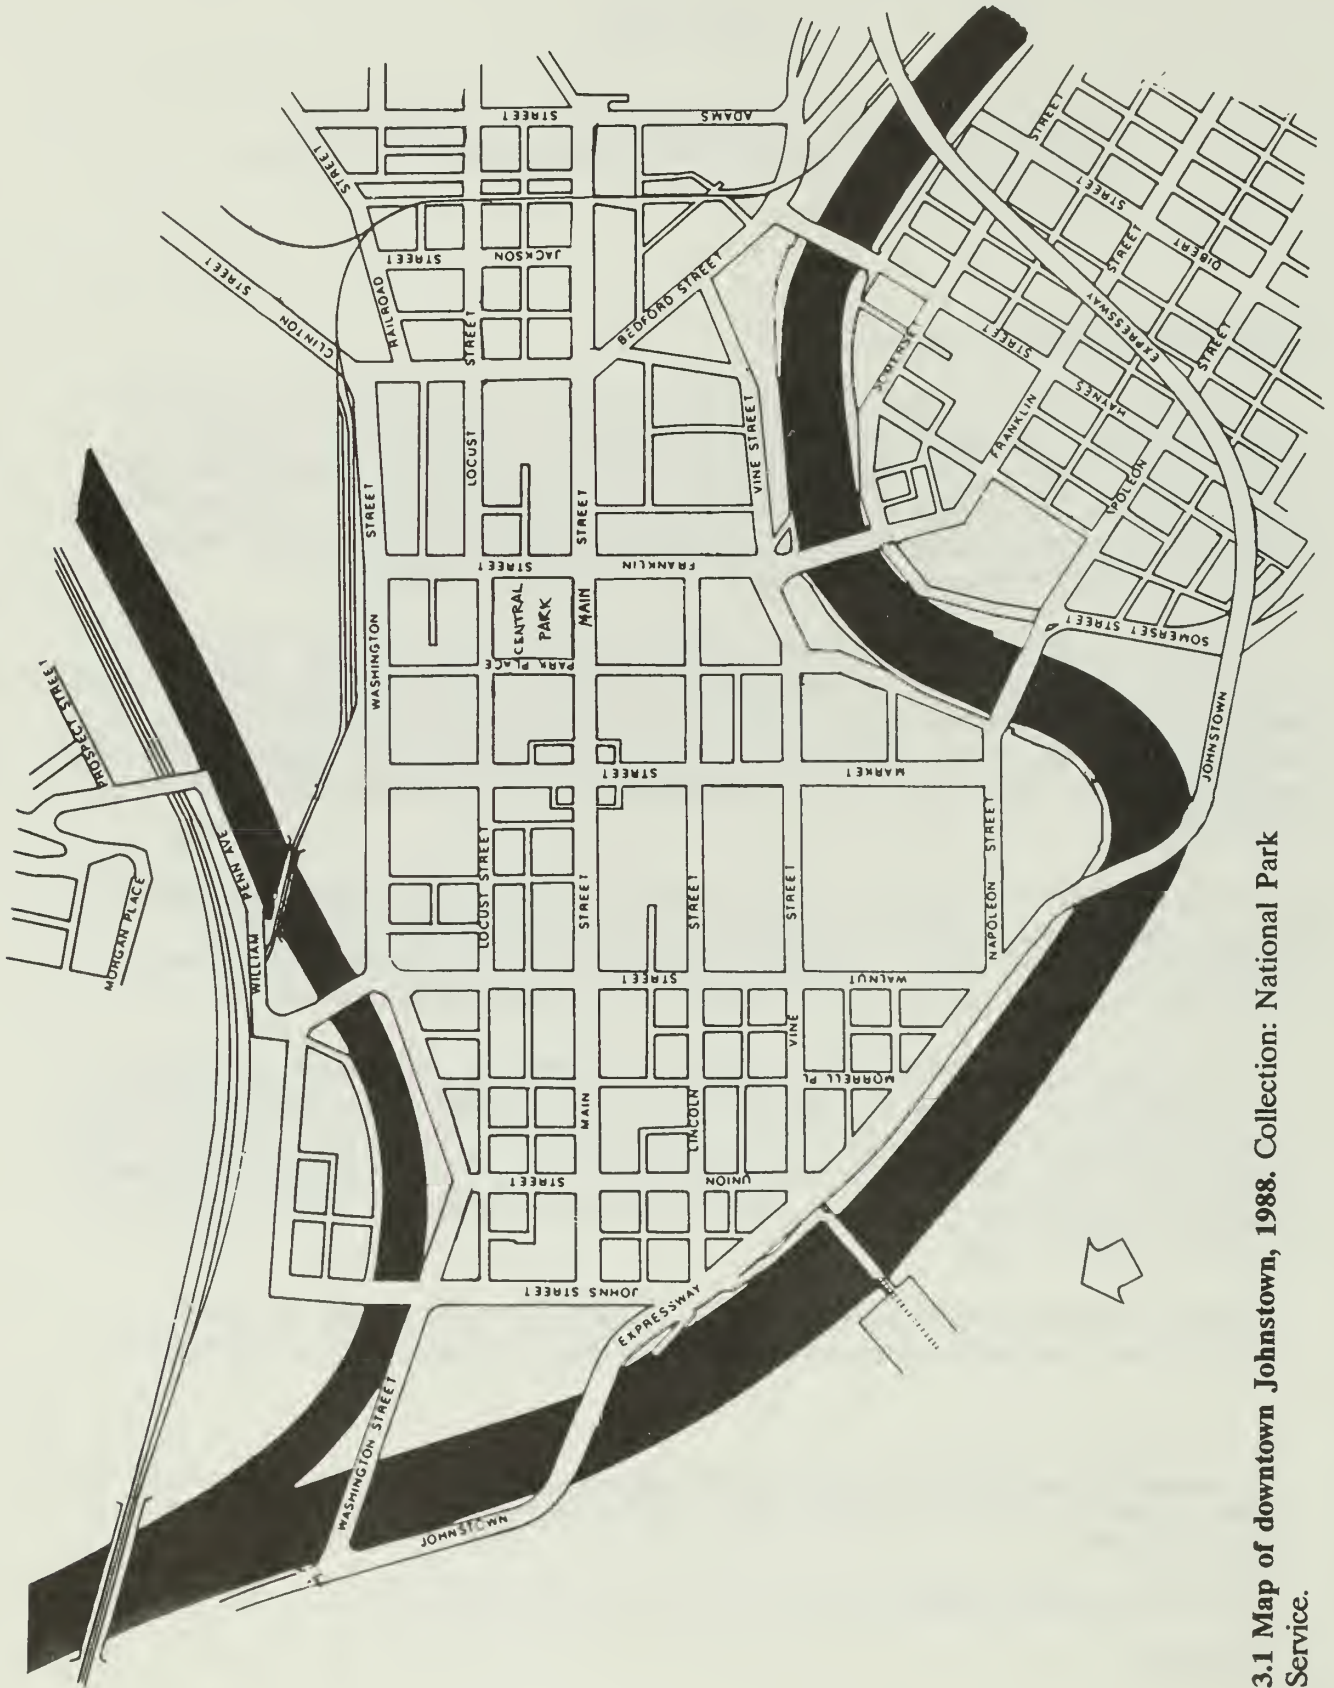 PROSPECT STREET
MORGAN PLACE
PENN AVE
WILLIAM
CLINTON STREET
RAILROAD STREET
WASHINGTON STREET
LOCUST STREET
LOCUST STREET
JACKSON STREET
ADAMS STREET
BEDFORD STREET
VINE STREET
FRANKLIN STREET
CENTRAL
PARK
PARK PLACE
MAIN STREET
MARKET STREET
MAIN STREET
LINCOLN STREET
VINE STREET
WALNUT STREET
NAPOLEON STREET
MORRELL PL
UNION STREET
JOHNS STREET
WASHINGTON STREET
JOHNSTOWN EXPRESSWAY
SOMERSET STREET
FRANKLIN STREET
POLEON STREET
HAYNES STREET
DIBERT STREET
SOMERSET STREET
JOHNSTOWN EXPRESSWAY
3.1 Map of downtown Johnstown, 1988. Collection: National Park
Service.